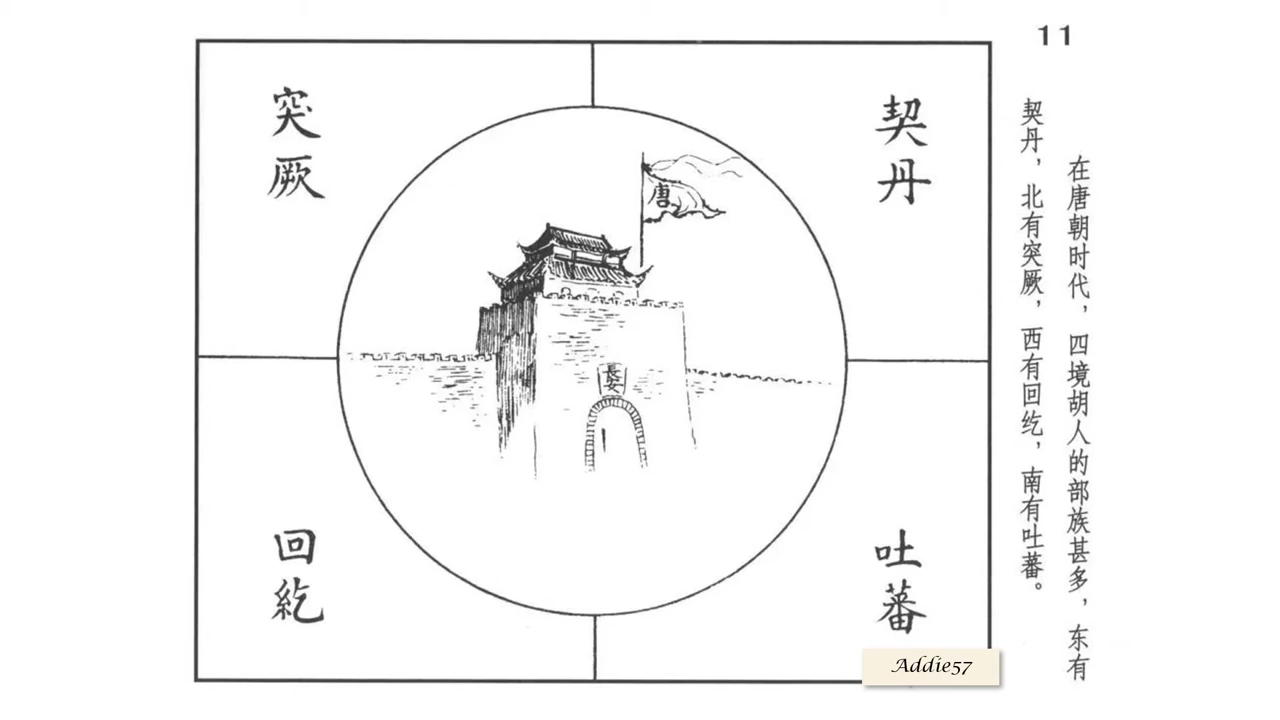 11
在唐朝时代，四境胡人的部族甚多，东有
契丹，北有突厥，西有回纥，南有吐蕃。
契丹
突厥
唐
長安
回紇
吐蕃
Addie57